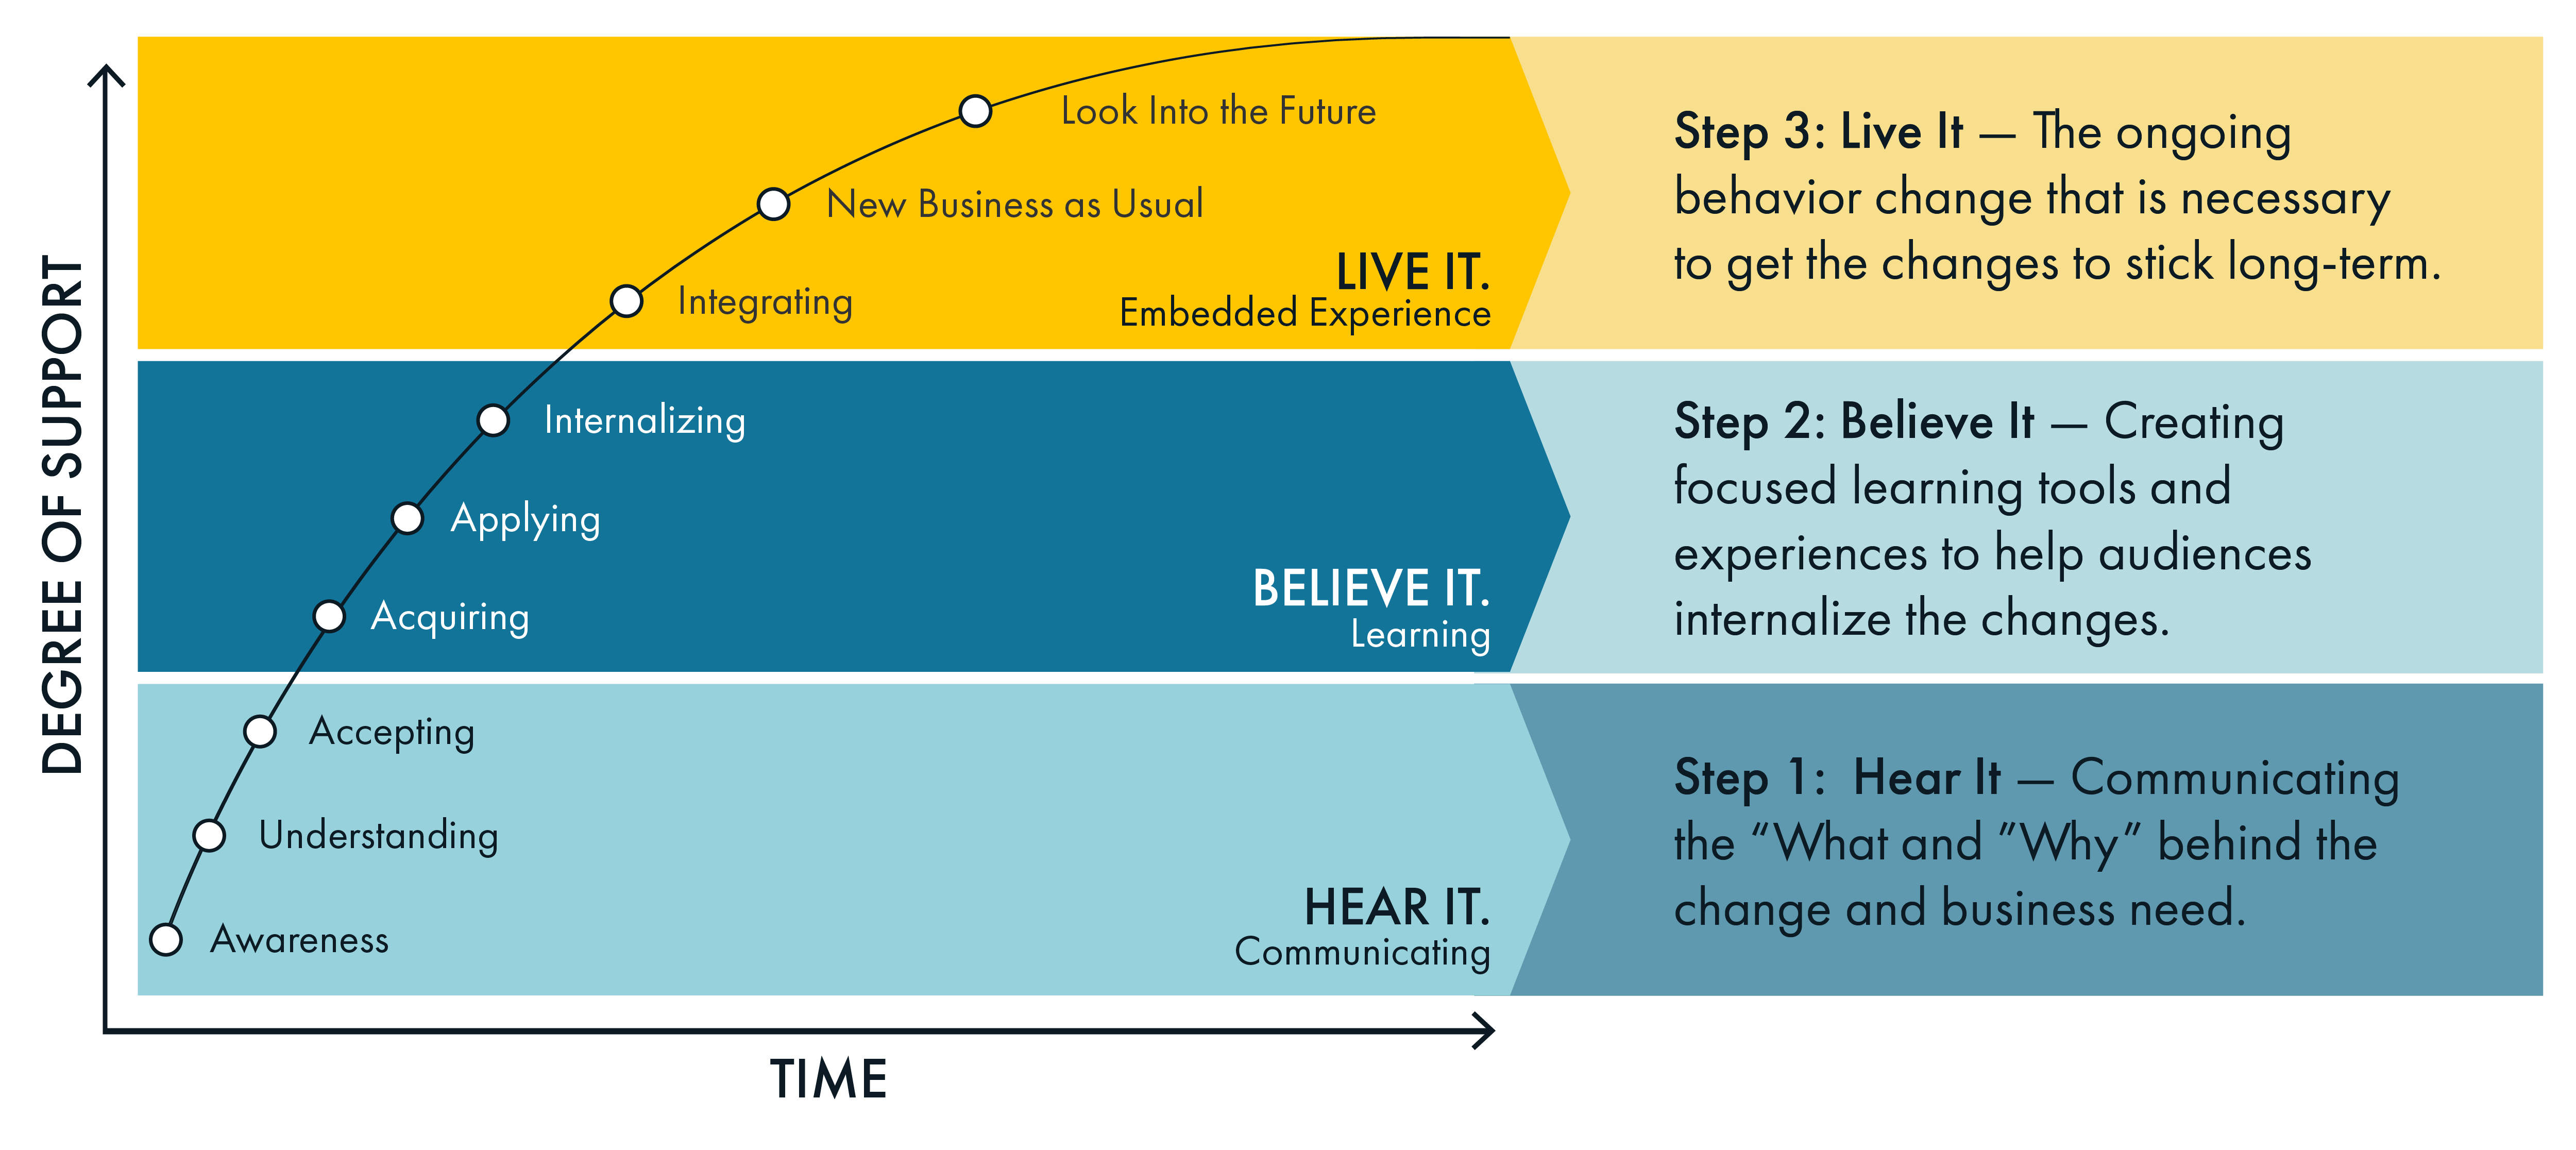 DEGREE OF SUPPORT
Look Into the Future
New Business as Usual
Integrating
LIVE IT.
Embedded Experience
Step 3: Live It — The ongoing
behavior change that is necessary
to get the changes to stick long-term.
Internalizing
Applying
Acquiring
BELIEVE IT.
Learning
Step 2: Believe It — Creating
focused learning tools and
experiences to help audiences
internalize the changes.
Accepting
Understanding
Awareness
HEAR IT.
Communicating
Step 1:  Hear It — Communicating
the “What and ”Why” behind the
change and business need.
TIME